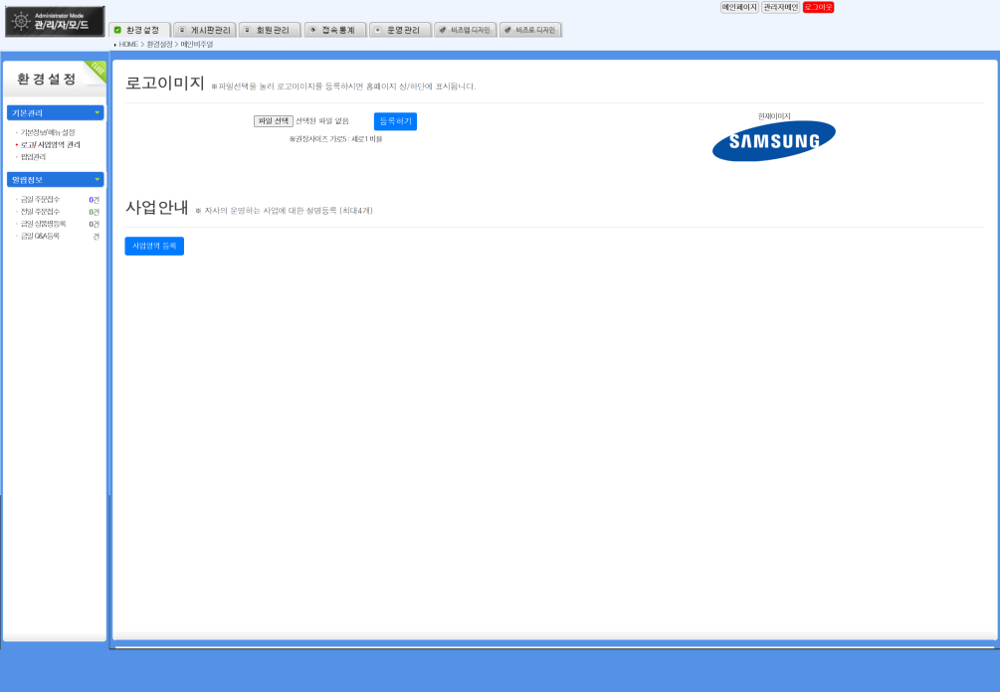 메인페이지 관리자메인 로그아웃
Administrator Mode
관/리/자/모/드
환경설정 게시판관리 회원관리 접속통계 운영관리 비즈웹 디자인 비즈로 디자인
HOME > 환경설정 > 메인비주얼
환경설정
기본관리
기본정보/메뉴 설정
로고/사업영역 관리
팝업관리
알림정보
금일 주문접수 0건
전일 주문접수 0건
금일 상품평등록 0건
금일 Q&A등록 건
로고이미지 ※파일선택을 눌러 로고이미지를 등록하시면 홈페이지 상/하단에 표시됩니다.
파일 선택 선택된 파일 없음 등록하기
※권장사이즈 가로5 : 세로1 비율
현재이미지
SAMSUNG
사업안내 ※ 자사의 운영하는 사업에 대한 설명등록 (최대4개)
사업영역 등록